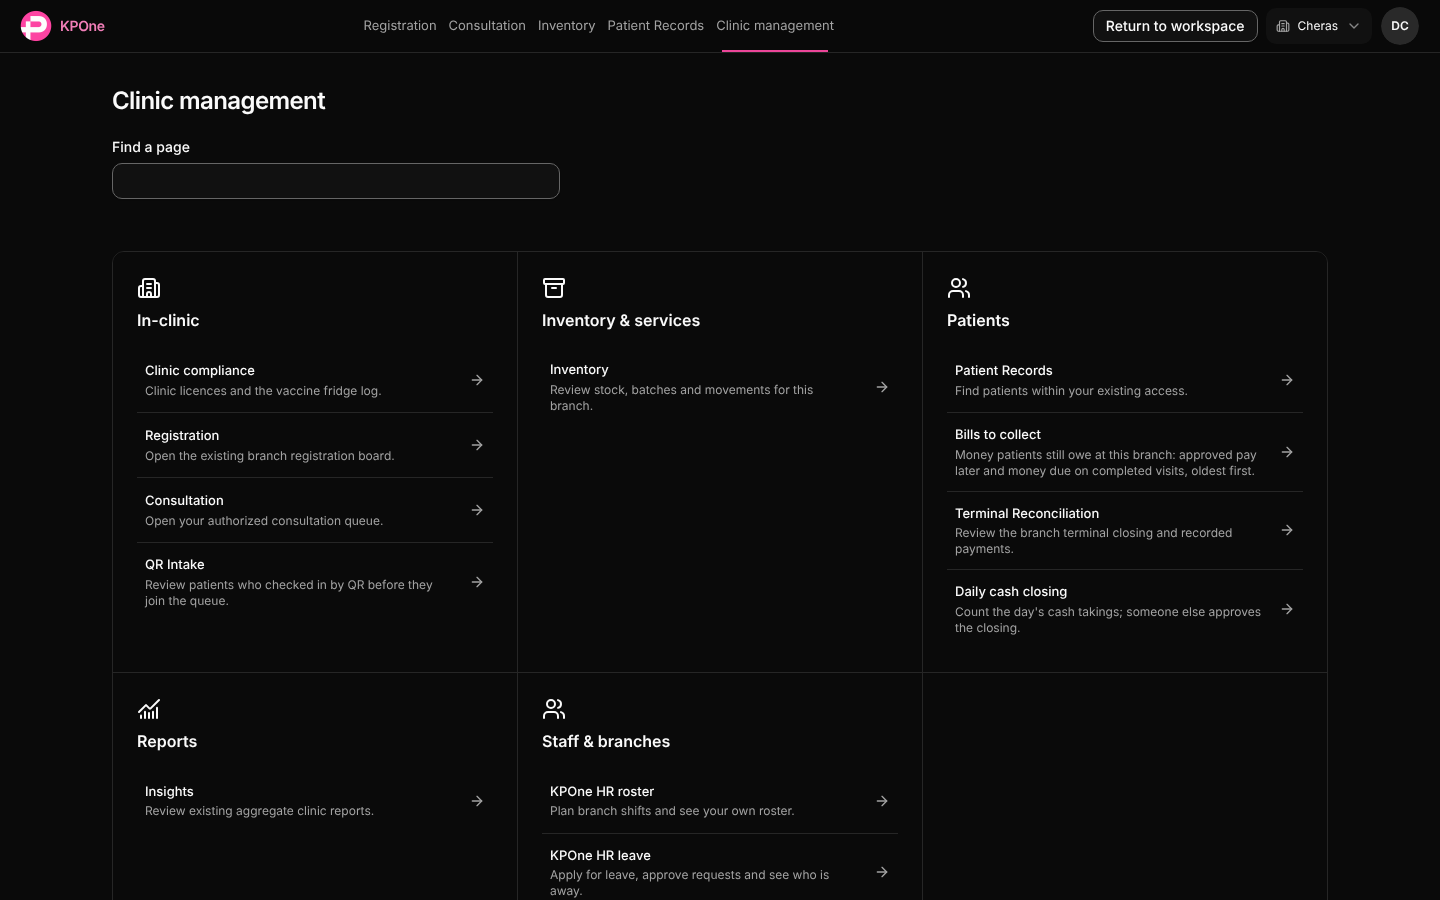 KPOne
Registration
Consultation
Inventory
Patient Records
Clinic management
Return to workspace
Cheras
DC
Clinic management
Find a page
In-clinic
Clinic compliance
Clinic licences and the vaccine fridge log.
Registration
Open the existing branch registration board.
Consultation
Open your authorized consultation queue.
QR Intake
Review patients who checked in by QR before they
join the queue.
Inventory & services
Inventory
Review stock, batches and movements for this
branch.
Patients
Patient Records
Find patients within your existing access.
Bills to collect
Money patients still owe at this branch: approved pay
later and money due on completed visits, oldest first.
Terminal Reconciliation
Review the branch terminal closing and recorded
payments.
Daily cash closing
Count the day's cash takings; someone else approves
the closing.
Reports
Insights
Review existing aggregate clinic reports.
Staff & branches
KPOne HR roster
Plan branch shifts and see your own roster.
KPOne HR leave
Apply for leave, approve requests and see who is
away.